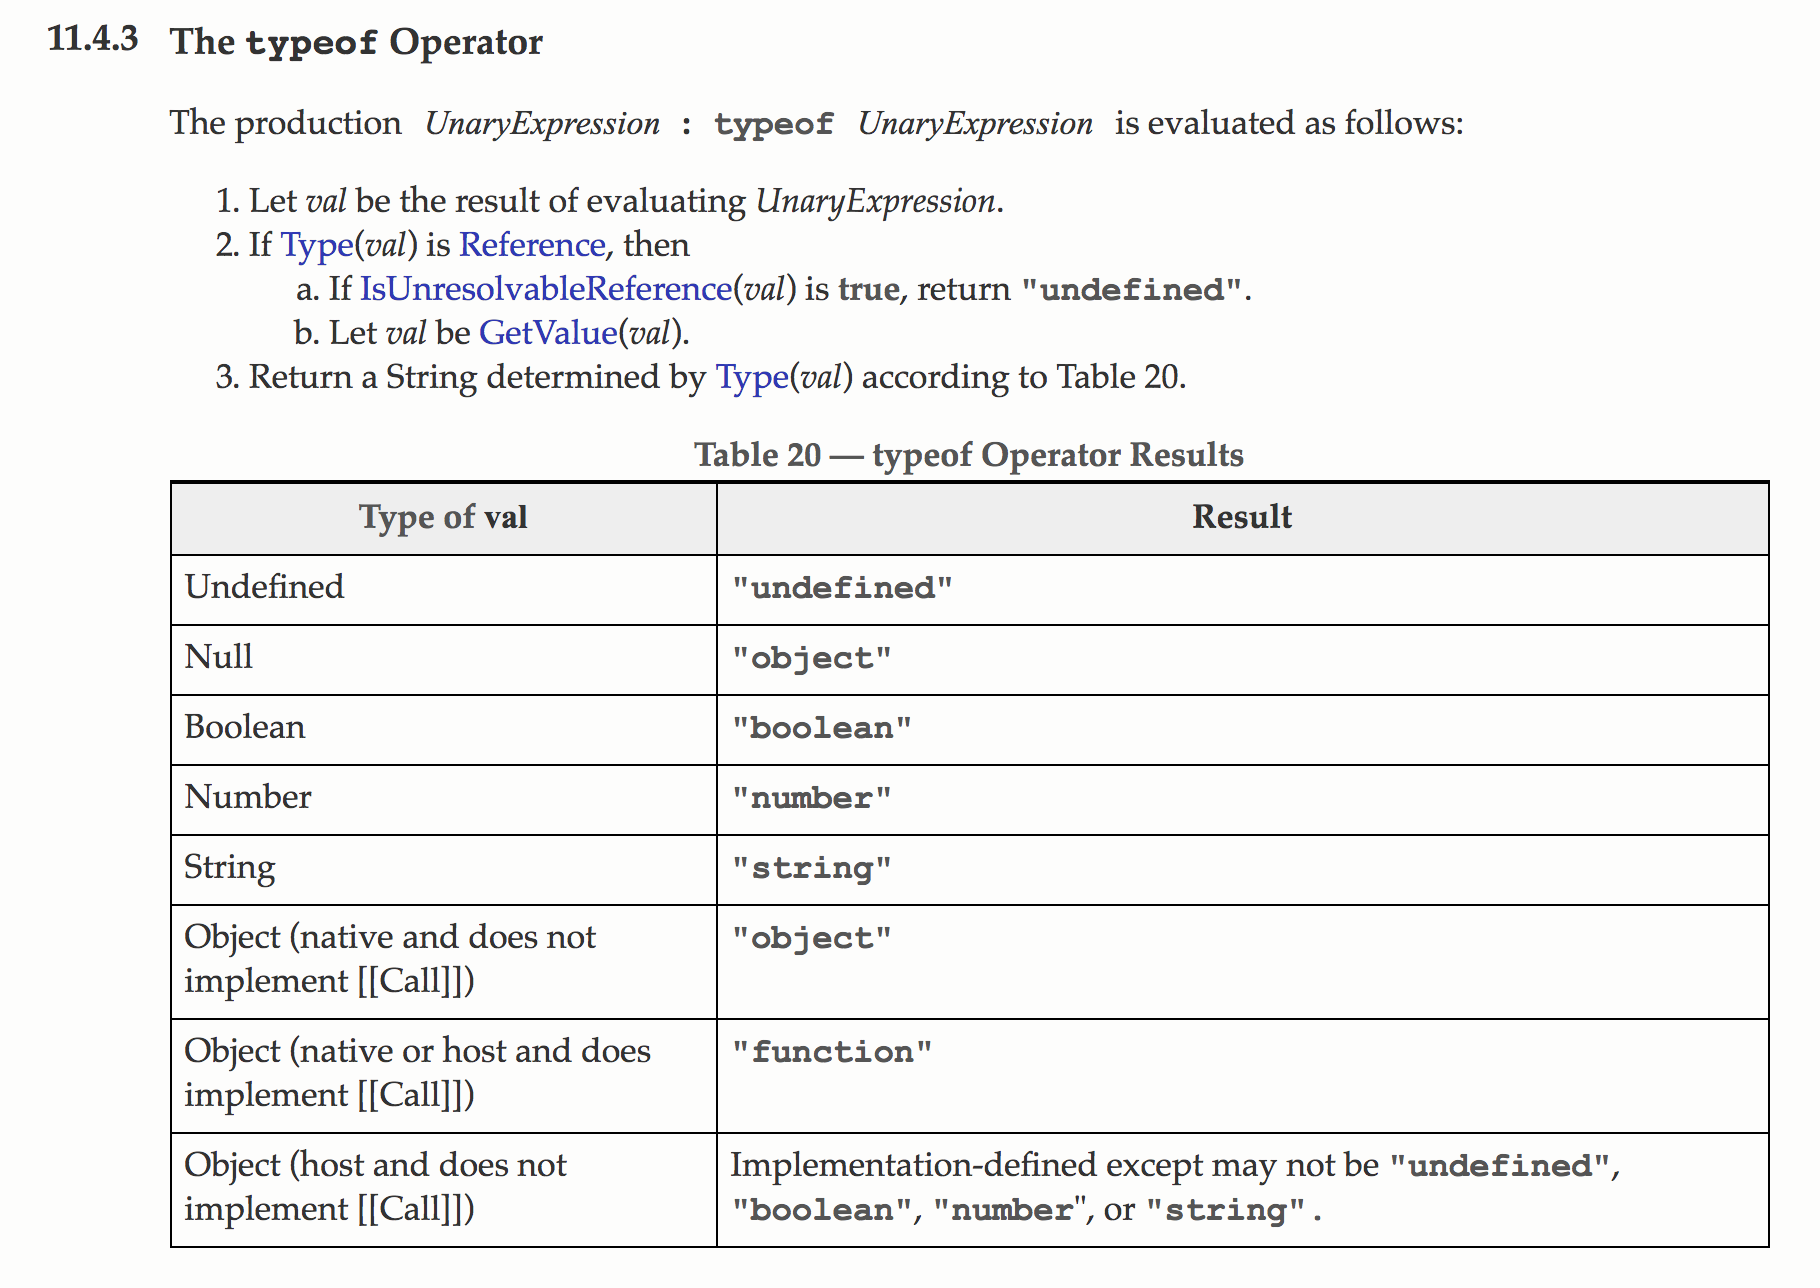 11.4.3 The typeof Operator
The production UnaryExpression : typeof UnaryExpression is evaluated as follows:
1. Let val be the result of evaluating UnaryExpression.
2. If Type(val) is Reference, then
a. If IsUnresolvableReference(val) is true, return "undefined".
b. Let val be GetValue(val).
3. Return a String determined by Type(val) according to Table 20.
Table 20 — typeof Operator Results
Type of val Result
Undefined "undefined"
Null "object"
Boolean "boolean"
Number "number"
String "string"
Object (native and does not "object"
implement [[Call]])
Object (native or host and does "function"
implement [[Call]])
Object (host and does not Implementation-defined except may not be "undefined",
implement [[Call]]) "boolean", "number", or "string".